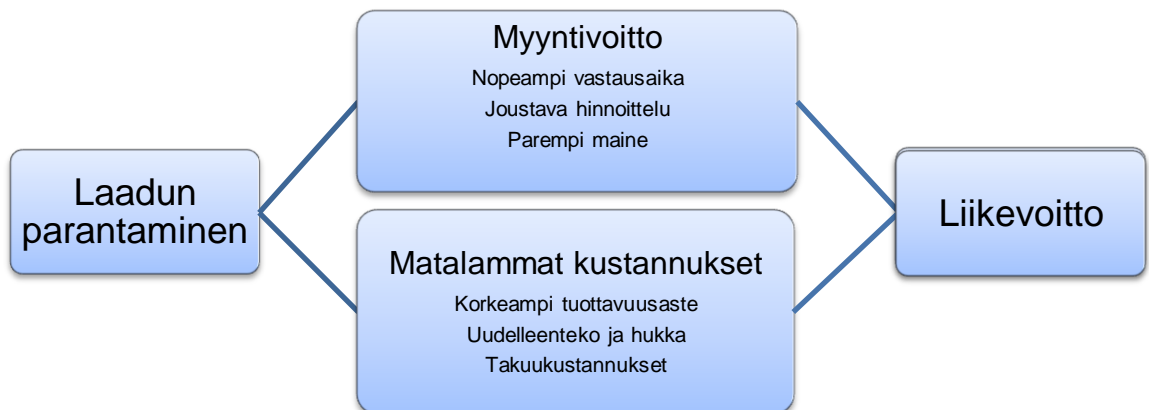 Laadun
parantaminen
Myyntivoitto
Nopeampi vastausaika
Joustava hinnoittelu
Parempi maine
Matalammat kustannukset
Korkeampi tuottavuusaste
Uudelleenteko ja hukka
Takuukustannukset
Liikevoitto